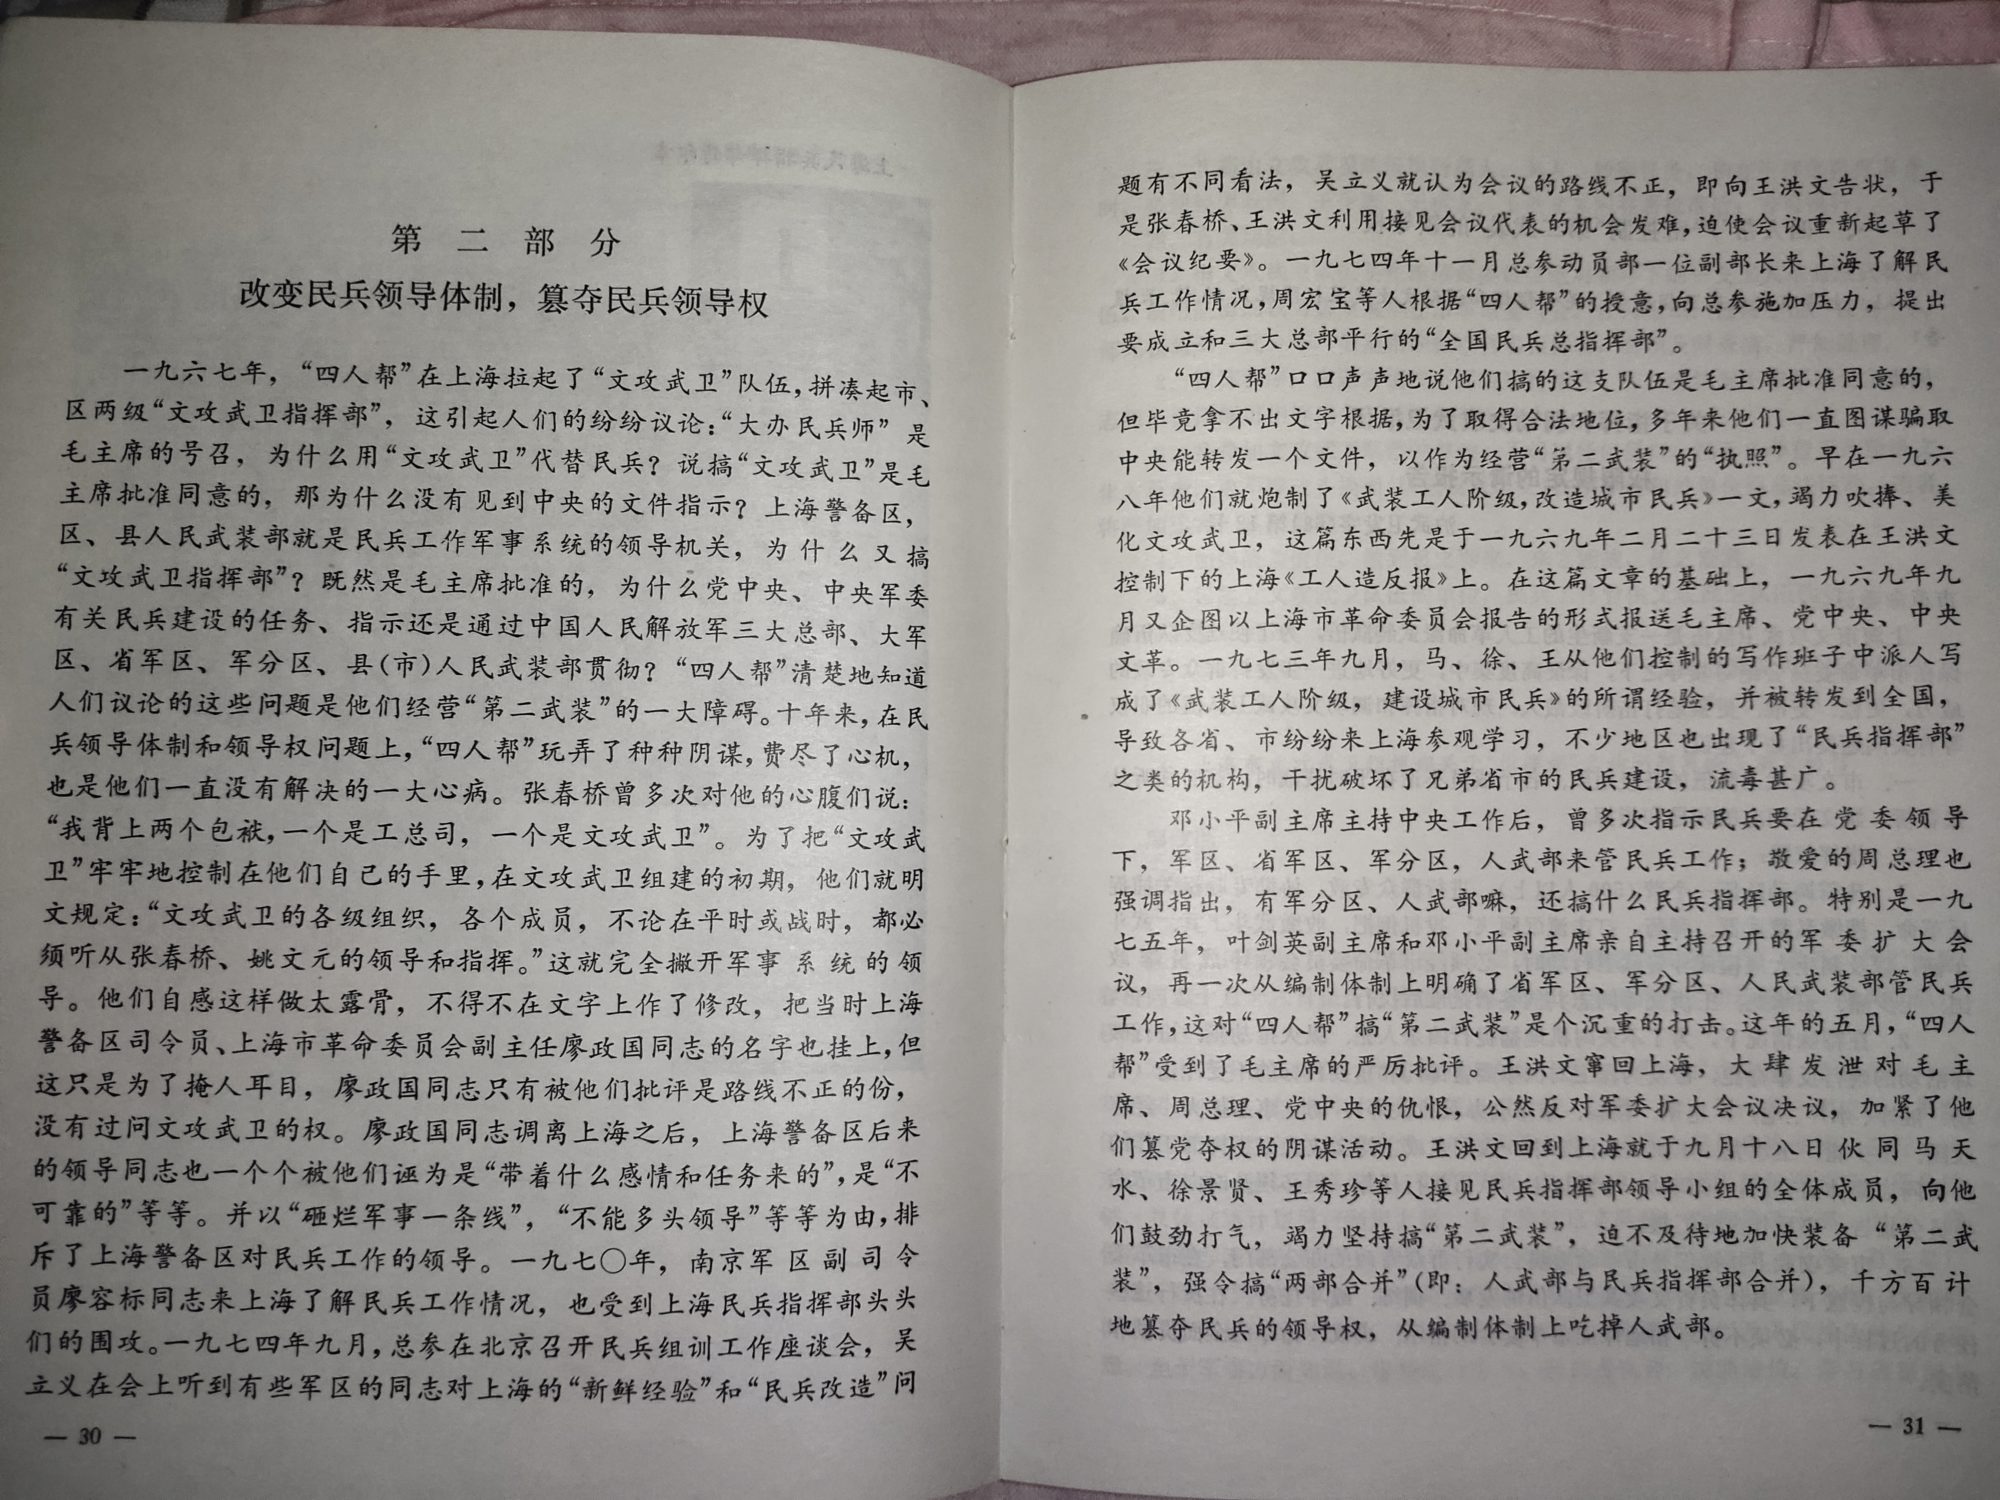 第二部分
改变民兵领导体制，篡夺民兵领导权
一九六七年，“四人帮”在上海拉起了“文攻武卫”队伍，拼凑起市、
区两级“文攻武卫指挥部”，这引起人们的纷纷议论：“大办民兵师”是
毛主席的号召，为什么用“文攻武卫”代替民兵？说搞“文攻武卫”是毛
主席批准同意的，那为什么没有见到中央的文件指示？上海警备区，
区、县人民武装部就是民兵工作军事系统的领导机关，为什么又搞
“文攻武卫指挥部”？既然是毛主席批准的，为什么党中央、中央军委
有关民兵建设的任务、指示还是通过中国人民解放军三大总部、大军
区、省军区、军分区、县（市）人民武装部贯彻？“四人帮”清楚地知道
人们议论的这些问题是他们经营“第二武装”的一大障碍。十年来，在民
兵领导体制和领导权问题上，“四人帮”玩弄了种种阴谋，费尽了心机，
也是他们一直没有解决的一大心病。张春桥曾多次对他的心腹们说：
“我背上两个包袱，一个是工总司，一个是文攻武卫”。为了把“文攻武
卫”牢牢地控制在他们自己的手里，在文攻武卫组建的初期，他们就明
文规定：“文攻武卫的各级组织，各个成员，不论在平时或战时，都必
须听从张春桥、姚文元的领导和指挥。”这就完全撇开军事系统的领
导。他们自感这样做太露骨，不得不在文字上作了修改，把当时上海
警备区司令员、上海市革命委员会副主任廖政国同志的名字也挂上，但
这只是为了掩人耳目，廖政国同志只有被他们批评是路线不正的份，
没有过问文攻武卫的权。廖政国同志调离上海之后，上海警备区后来
的领导同志也一个个被他们诬为是“带着什么感情和任务来的”，是“不
可靠的”等等。并以“砸烂军事一条线”，“不能多头领导”等等为由，排
斥了上海警备区对民兵工作的领导。一九七〇年，南京军区副司令
员廖容标同志来上海了解民兵工作情况，也受到上海民兵指挥部头头
们的围攻。一九七四年九月，总参在北京召开民兵组训工作座谈会，吴
立义在会上听到有些军区的同志对上海的“新鲜经验”和“民兵改造”问
— 30 —
题有不同看法，吴立义就认为会议的路线不正，即向王洪文告状，于
是张春桥、王洪文利用接见会议代表的机会发难，迫使会议重新起草了
《会议纪要》。一九七四年十一月总参动员部一位副部长来上海了解民
兵工作情况，周宏宝等人根据“四人帮”的授意，向总参施加压力，提出
要成立和三大总部平行的“全国民兵总指挥部”。
“四人帮”口口声声地说他们搞的这支队伍是毛主席批准同意的，
但毕竟拿不出文字根据，为了取得合法地位，多年来他们一直图谋骗取
中央能转发一个文件，以作为经营“第二武装”的“执照”。早在一九六
八年他们就炮制了《武装工人阶级，改造城市民兵》一文，竭力吹捧、美
化文攻武卫，这篇东西先是于一九六九年二月二十三日发表在王洪文
控制下的上海《工人造反报》上。在这篇文章的基础上，一九六九年九
月又企图以上海市革命委员会报告的形式报送毛主席、党中央、中央
文革。一九七三年九月，马、徐、王从他们控制的写作班子中派人写
成了《武装工人阶级，建设城市民兵》的所谓经验，并被转发到全国，
导致各省、市纷纷来上海参观学习，不少地区也出现了“民兵指挥部”
之类的机构，干扰破坏了兄弟省市的民兵建设，流毒甚广。
邓小平副主席主持中央工作后，曾多次指示民兵要在党委领导
下，军区、省军区、军分区，人武部来管民兵工作；敬爱的周总理也
强调指出，有军分区、人武部嘛，还搞什么民兵指挥部。特别是一九
七五年，叶剑英副主席和邓小平副主席亲自主持召开的军委扩大会
议，再一次从编制体制上明确了省军区、军分区、人民武装部管民兵
工作，这对“四人帮”搞“第二武装”是个沉重的打击。这年的五月，“四人
帮”受到了毛主席的严厉批评。王洪文窜回上海，大肆发泄对毛主
席、周总理、党中央的仇恨，公然反对军委扩大会议决议，加紧了他
们篡党夺权的阴谋活动。王洪文回到上海就于九月十八日伙同马天
水、徐景贤、王秀珍等人接见民兵指挥部领导小组的全体成员，向他
们鼓劲打气，竭力坚持搞“第二武装”，迫不及待地加快装备“第二武
装”，强令搞“两部合并”（即：人武部与民兵指挥部合并），千方百计
地篡夺民兵的领导权，从编制体制上吃掉人武部。
— 31 —